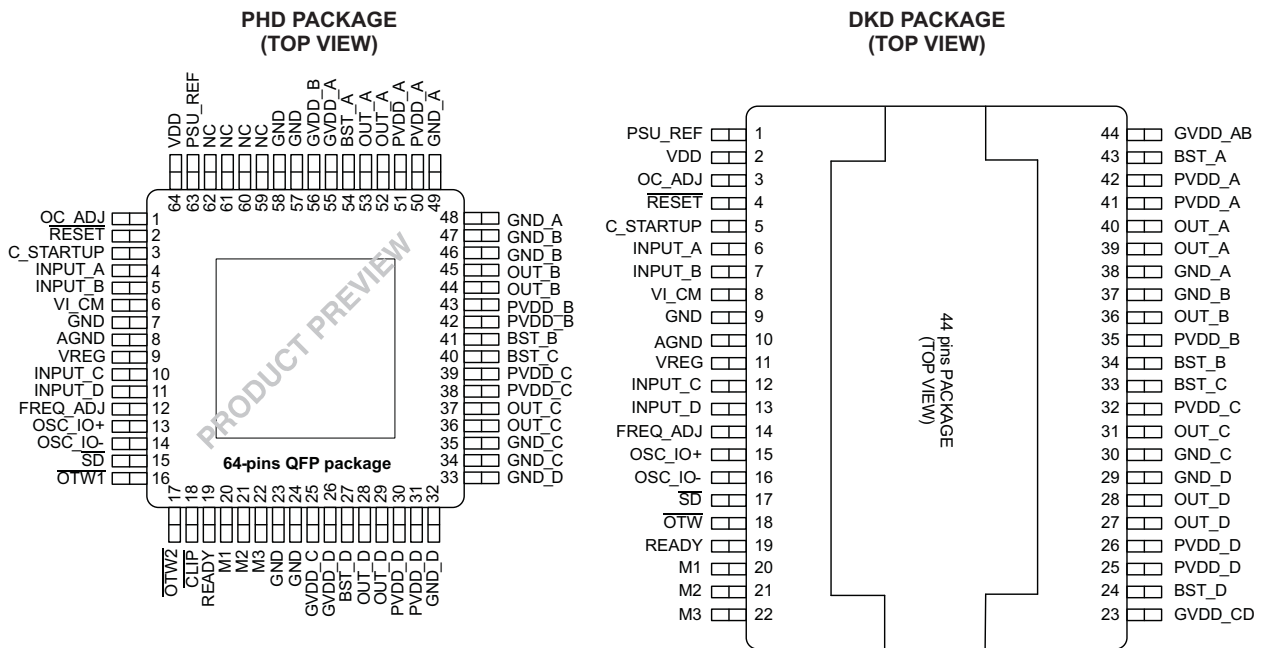 PHD PACKAGE
(TOP VIEW)
VDD
PSU_REF
NC
NC
NC
NC
GND
GND
GVDD_B
GVDD_A
BST_A
OUT_A
OUT_A
PVDD_A
PVDD_A
GND_A
64
63
62
61
60
59
58
57
56
55
54
53
52
51
50
49
OC_ADJ 1
RESET 2
C_STARTUP 3
INPUT_A 4
INPUT_B 5
VI_CM 6
GND 7
AGND 8
VREG 9
INPUT_C 10
INPUT_D 11
FREQ_ADJ 12
OSC_IO+ 13
OSC_IO- 14
SD 15
OTW1 16
48 GND_A
47 GND_B
46 GND_B
45 OUT_B
44 OUT_B
43 PVDD_B
42 PVDD_B
41 BST_B
40 BST_C
39 PVDD_C
38 PVDD_C
37 OUT_C
36 OUT_C
35 GND_C
34 GND_C
33 GND_D
PRODUCT PREVIEW
64-pins QFP package
17
18
19
20
21
22
23
24
25
26
27
28
29
30
31
32
OTW2
CLIP
READY
M1
M2
M3
GND
GND
GVDD_C
GVDD_D
BST_D
OUT_D
OUT_D
PVDD_D
PVDD_D
GND_D
DKD PACKAGE
(TOP VIEW)
PSU_REF 1
VDD 2
OC_ADJ 3
RESET 4
C_STARTUP 5
INPUT_A 6
INPUT_B 7
VI_CM 8
GND 9
AGND 10
VREG 11
INPUT_C 12
INPUT_D 13
FREQ_ADJ 14
OSC_IO+ 15
OSC_IO- 16
SD 17
OTW 18
READY 19
M1 20
M2 21
M3 22
44 pins PACKAGE
(TOP VIEW)
44 GVDD_AB
43 BST_A
42 PVDD_A
41 PVDD_A
40 OUT_A
39 OUT_A
38 GND_A
37 GND_B
36 OUT_B
35 PVDD_B
34 BST_B
33 BST_C
32 PVDD_C
31 OUT_C
30 GND_C
29 GND_D
28 OUT_D
27 OUT_D
26 PVDD_D
25 PVDD_D
24 BST_D
23 GVDD_CD